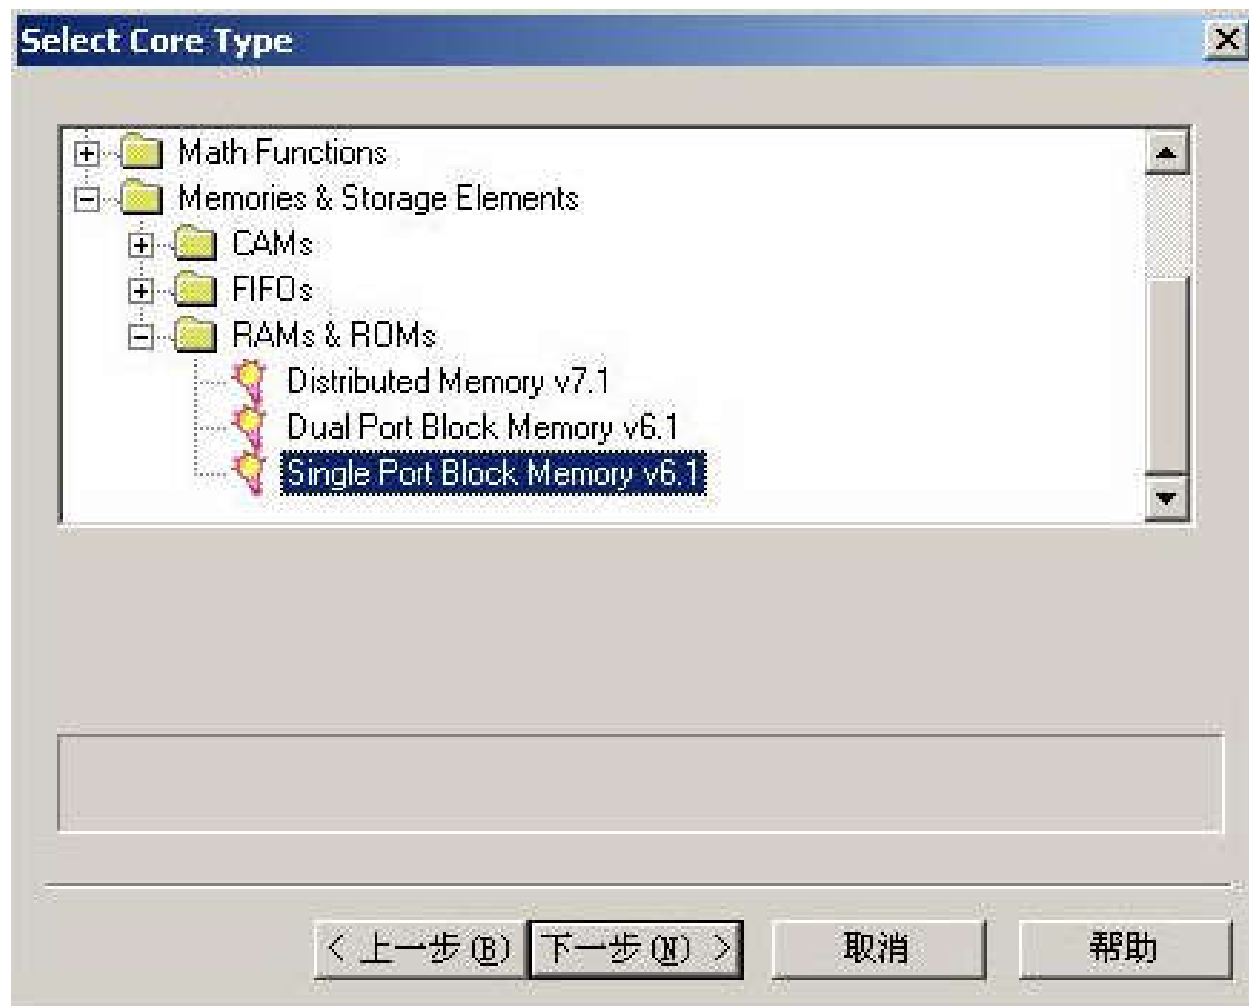 Select Core Type
Math Functions
Memories & Storage Elements
CAMs
FIFOs
RAMs & ROMs
Distributed Memory v7.1
Dual Port Block Memory v6.1
Single Port Block Memory v6.1
< 上一步(B) 下一步(N) > 取消 帮助